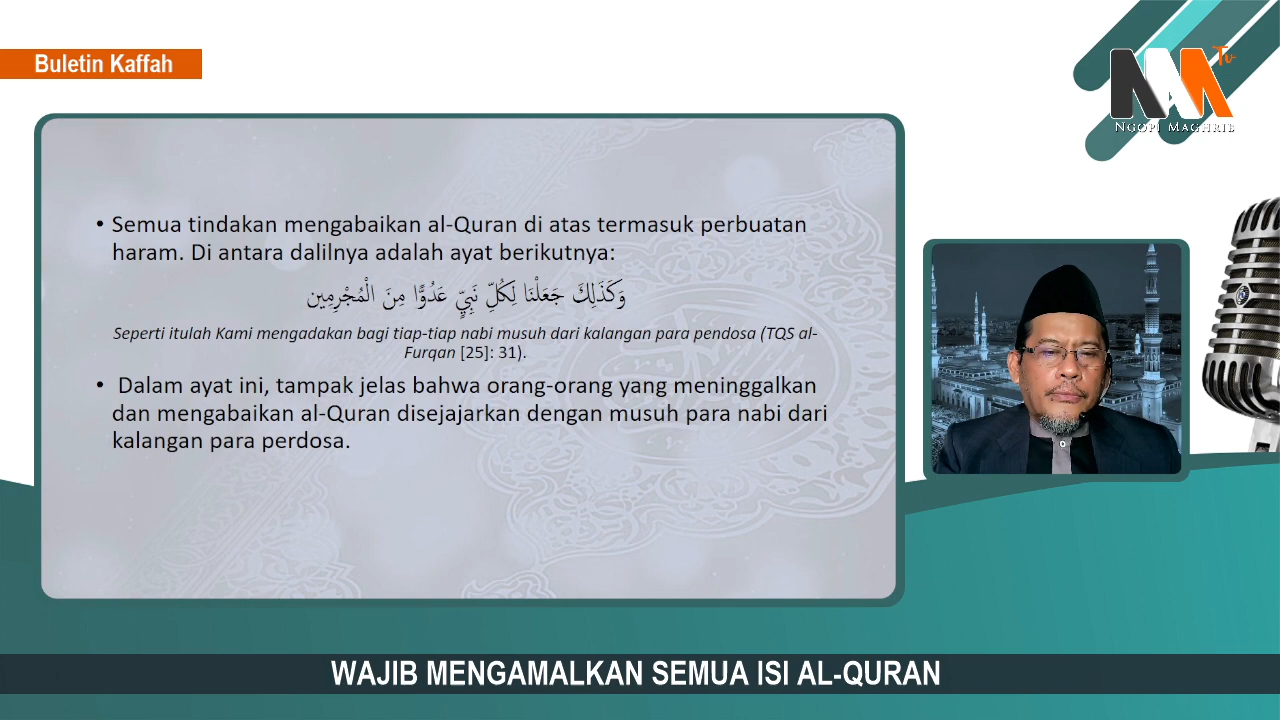 Buletin Kaffah
Tv
NGOPI MAGHRIB
• Semua tindakan mengabaikan al-Quran di atas termasuk perbuatan
haram. Di antara dalilnya adalah ayat berikutnya:
وَكَذَلِكَ جَعَلْنَا لِكُلِّ نَبِيٍّ عَدُوًّا مِنَ الْمُجْرِمِين
Seperti itulah Kami mengadakan bagi tiap-tiap nabi musuh dari kalangan para pendosa (TQS al-
Furqan [25]: 31).
• Dalam ayat ini, tampak jelas bahwa orang-orang yang meninggalkan
dan mengabaikan al-Quran disejajarkan dengan musuh para nabi dari
kalangan para perdosa.
WAJIB MENGAMALKAN SEMUA ISI AL-QURAN